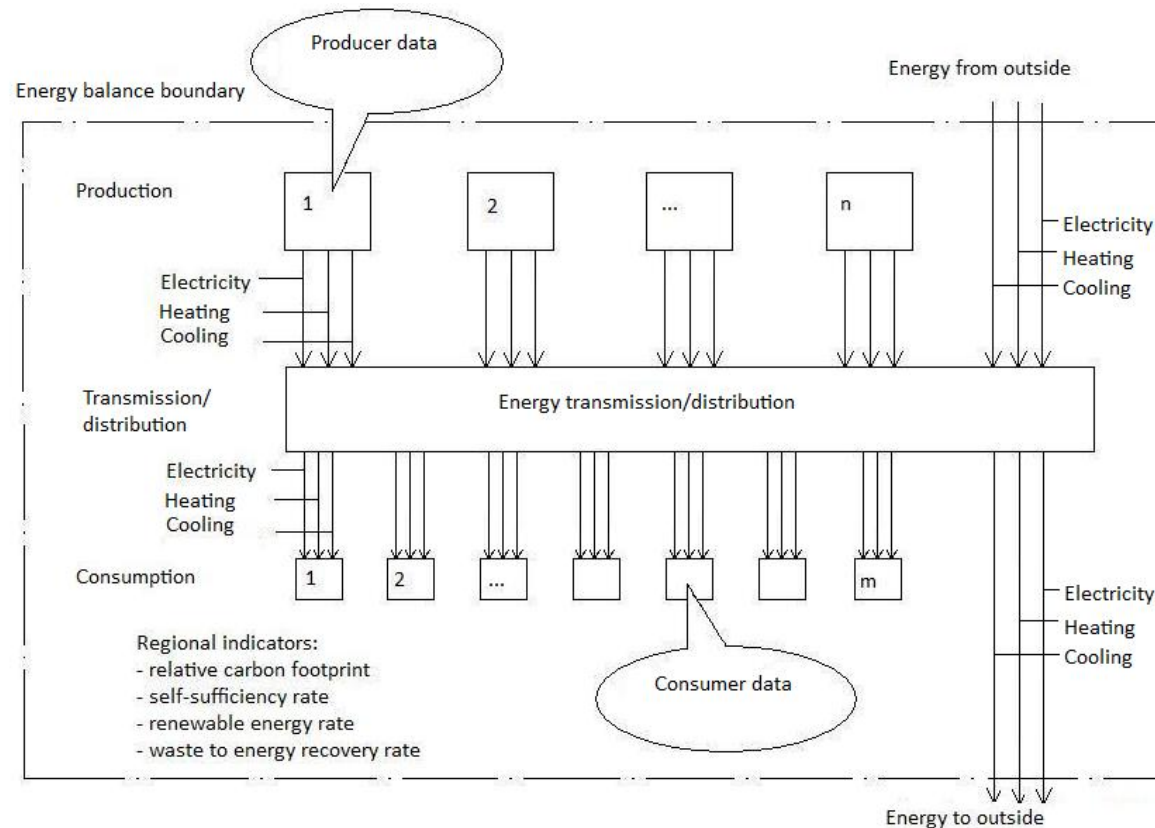 Producer data
Energy from outside
Energy balance boundary
Production
1
2
...
n
Electricity
Heating
Cooling
Electricity
Heating
Cooling
Transmission/
distribution
Energy transmission/distribution
Electricity
Heating
Cooling
Consumption
1
2
...
m
Electricity
Heating
Cooling
Regional indicators:
- relative carbon footprint
- self-sufficiency rate
- renewable energy rate
- waste to energy recovery rate
Consumer data
Energy to outside